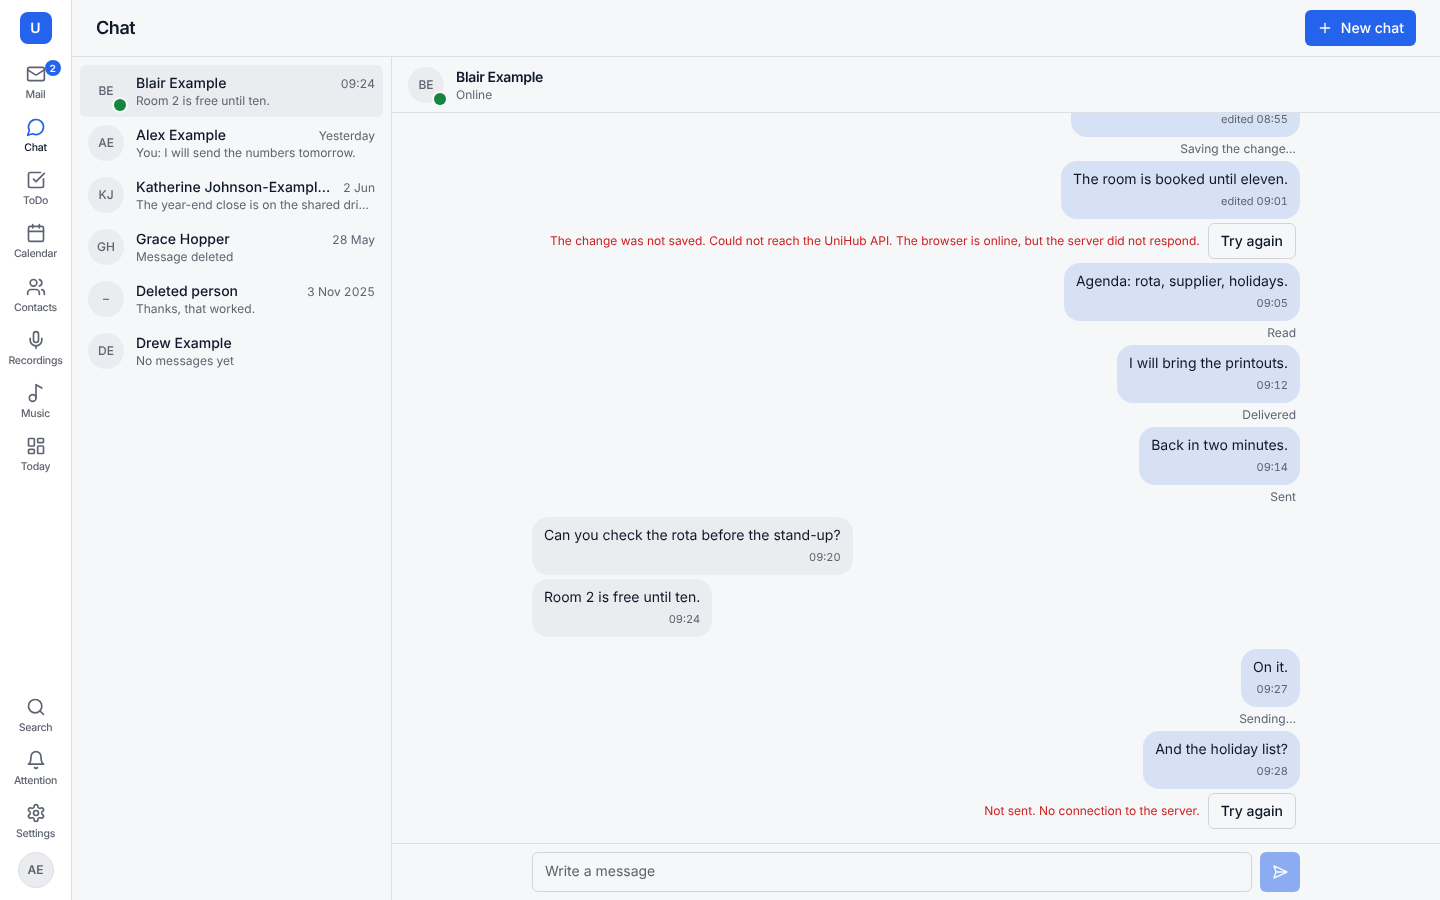 U
2
Mail
Chat
ToDo
Calendar
Contacts
Recordings
Music
Today
Search
Attention
Settings
AE
Chat
New chat
BE
Blair Example
09:24
Room 2 is free until ten.
AE
Alex Example
Yesterday
You: I will send the numbers tomorrow.
KJ
Katherine Johnson-Exampl...
2 Jun
The year-end close is on the shared dri...
GH
Grace Hopper
28 May
Message deleted
–
Deleted person
3 Nov 2025
Thanks, that worked.
DE
Drew Example
No messages yet
BE
Blair Example
Online
edited 08:55
Saving the change...
The room is booked until eleven.
edited 09:01
The change was not saved. Could not reach the UniHub API. The browser is online, but the server did not respond.
Try again
Agenda: rota, supplier, holidays.
09:05
Read
I will bring the printouts.
09:12
Delivered
Back in two minutes.
09:14
Sent
Can you check the rota before the stand-up?
09:20
Room 2 is free until ten.
09:24
On it.
09:27
Sending...
And the holiday list?
09:28
Not sent. No connection to the server.
Try again
Write a message